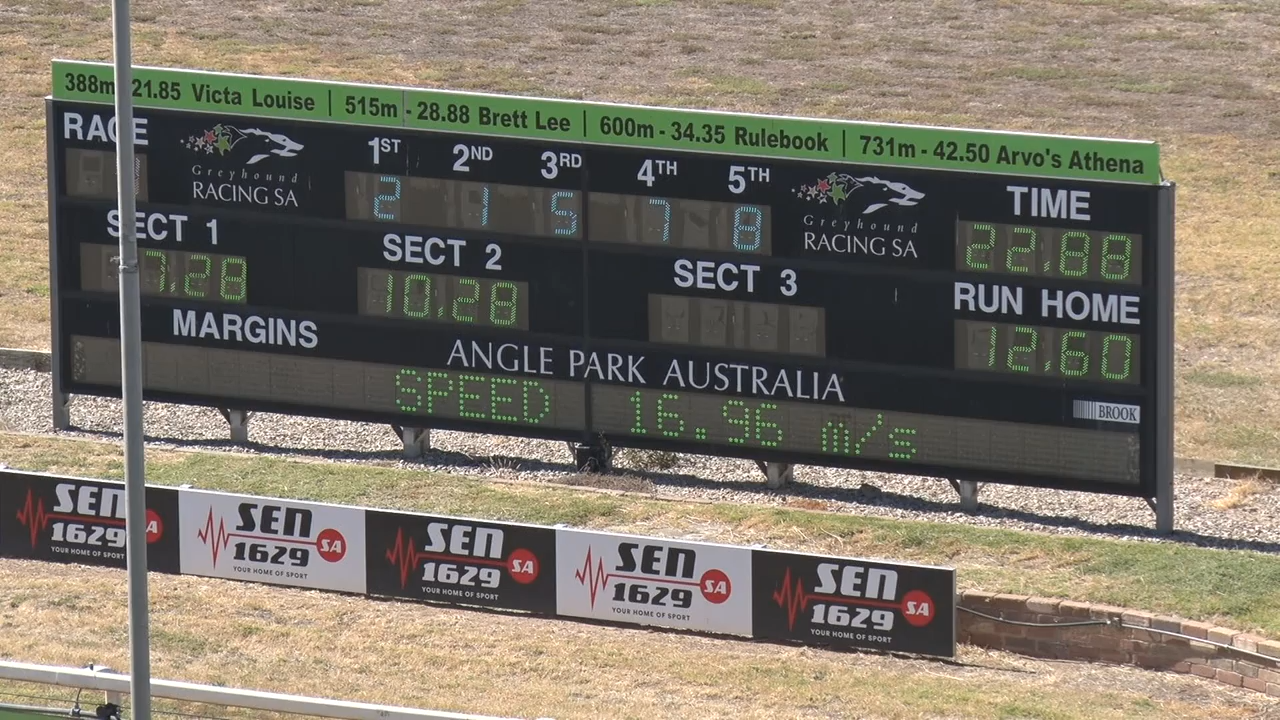 388m 21.85 Victa Louise | 515m - 28.88 Brett Lee | 600m - 34.35 Rulebook | 731m - 42.50 Arvo's Athena
RACE
Greyhound
RACING SA
1ST 2ND 3RD 4TH 5TH
2 1 5 7 8
Greyhound
RACING SA
TIME
22.88
SECT 1
7.28
SECT 2
10.28
SECT 3
RUN HOME
12.60
MARGINS
ANGLE PARK AUSTRALIA
BROOK
SPEED 16.96 m/s
SEN
1629 SA
YOUR HOME OF SPORT
SEN
1629 SA
YOUR HOME OF SPORT
SEN
1629 SA
YOUR HOME OF SPORT
SEN
1629 SA
YOUR HOME OF SPORT
SEN
1629 SA
YOUR HOME OF SPORT